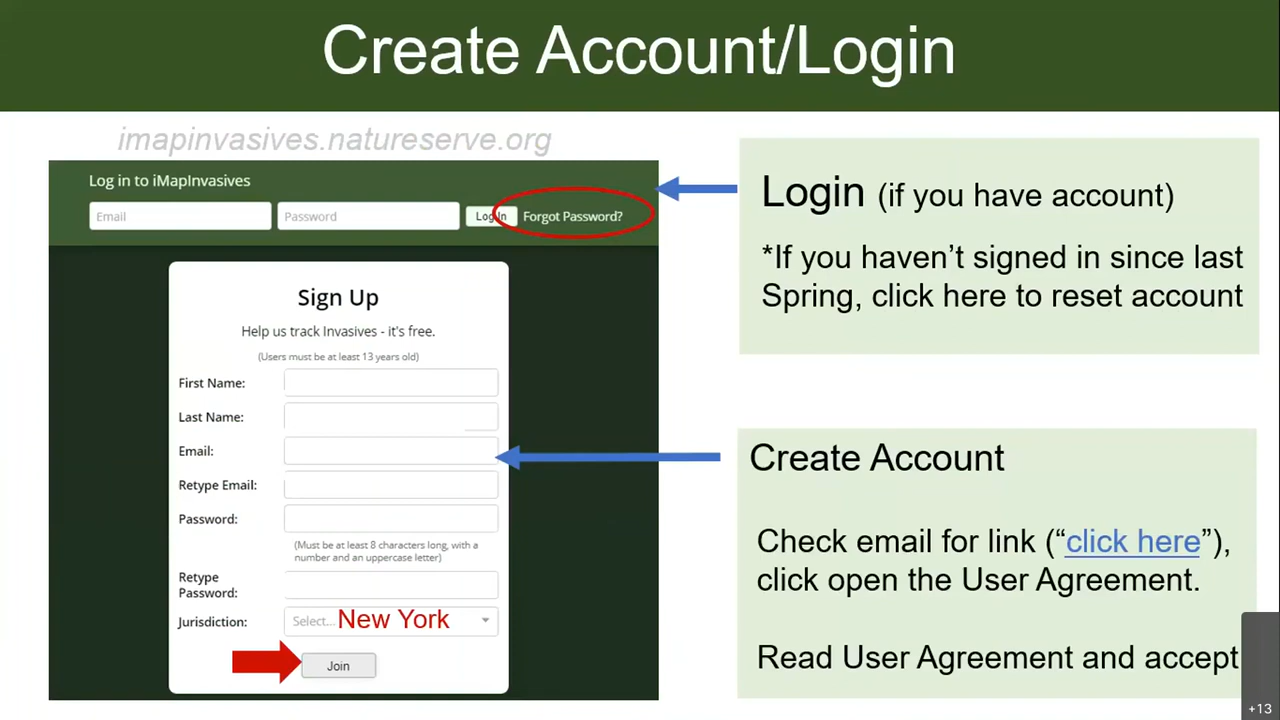 Create Account/Login
imapinvasives.natureserve.org
Log in to iMapInvasives
Email
Password
Log In
Forgot Password?
Sign Up
Help us track Invasives - it's free.
(Users must be at least 13 years old)
First Name:
Last Name:
Email:
Retype Email:
Password:
(Must be at least 8 characters long, with a
number and an uppercase letter)
Retype
Password:
Jurisdiction:
Select... New York
Join
Login (if you have account)
*If you haven’t signed in since last
Spring, click here to reset account
Create Account
Check email for link (“click here”),
click open the User Agreement.
Read User Agreement and accept
+13